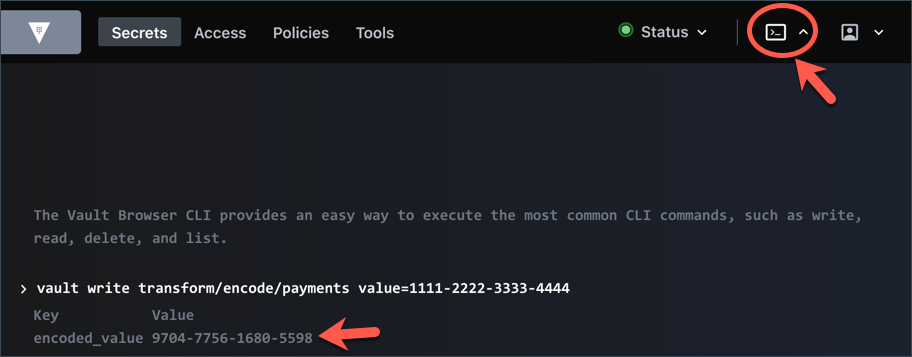 Secrets Access Policies Tools Status
The Vault Browser CLI provides an easy way to execute the most common CLI commands, such as write,
read, delete, and list.
> vault write transform/encode/payments value=1111-2222-3333-4444
Key Value
encoded_value 9704-7756-1680-5598